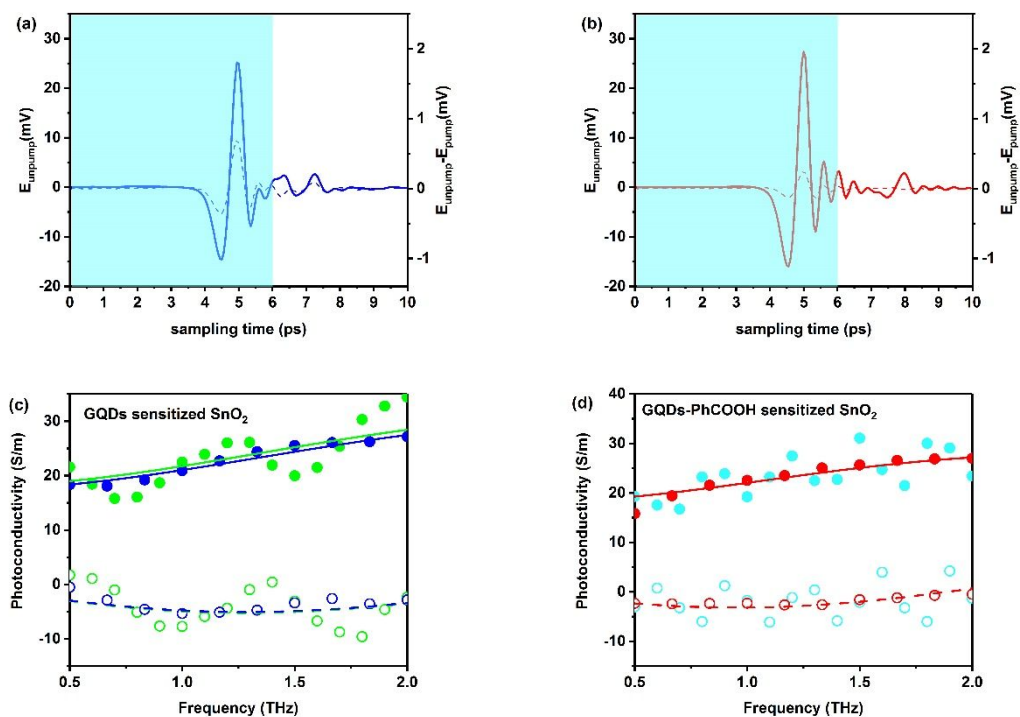 (a)
E_unpump(mV)
30
20
10
0
-10
-20
2
1
0
-1
E_unpump-E_pump(mV)
0 1 2 3 4 5 6 7 8 9 10
sampling time (ps)
(b)
E_unpump(mV)
30
20
10
0
-10
-20
2
1
0
-1
E_unpump-E_pump(mV)
0 1 2 3 4 5 6 7 8 9 10
sampling time (ps)
(c) GQDs sensitized SnO₂
Photoconductivity (S/m)
30
20
10
0
-10
0.5 1.0 1.5 2.0
Frequency (THz)
(d) GQDs-PhCOOH sensitized SnO₂
Photoconductivity (S/m)
40
30
20
10
0
-10
0.5 1.0 1.5 2.0
Frequency (THz)